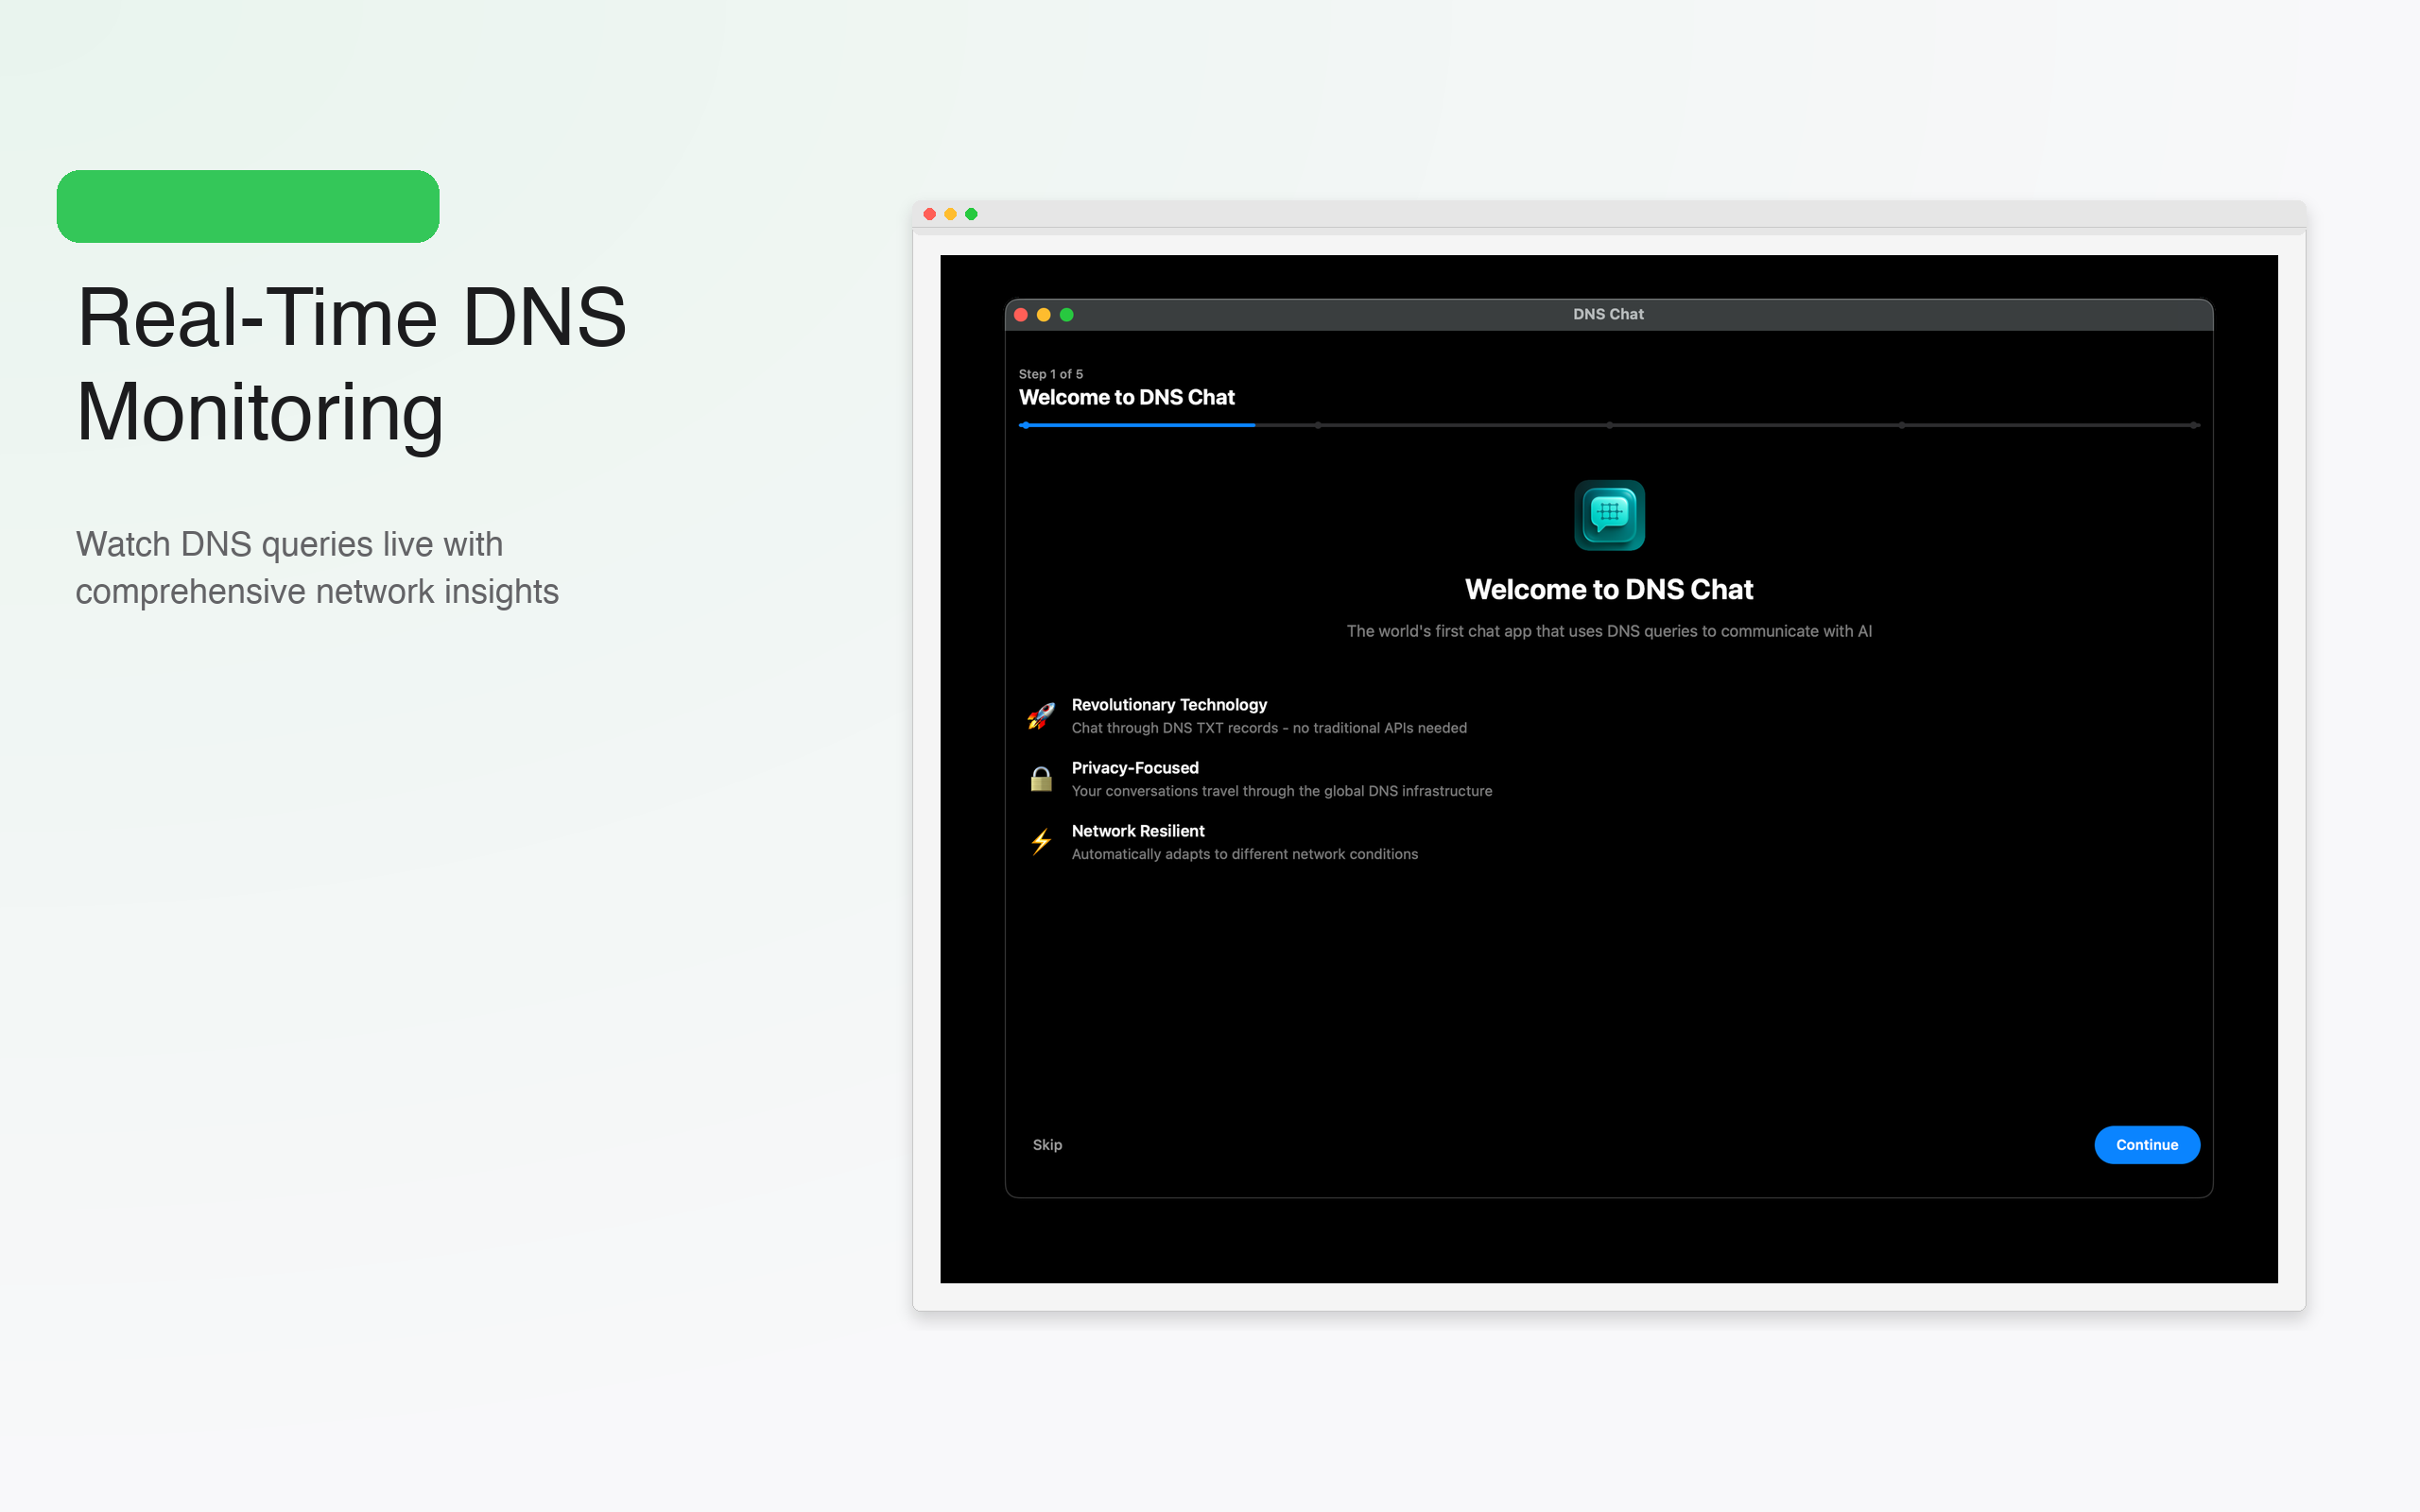 Real-Time DNS
Monitoring
Watch DNS queries live with
comprehensive network insights
DNS Chat
Step 1 of 5
Welcome to DNS Chat
Welcome to DNS Chat
The world's first chat app that uses DNS queries to communicate with AI
Revolutionary Technology
Chat through DNS TXT records - no traditional APIs needed
Privacy-Focused
Your conversations travel through the global DNS infrastructure
Network Resilient
Automatically adapts to different network conditions
Skip
Continue